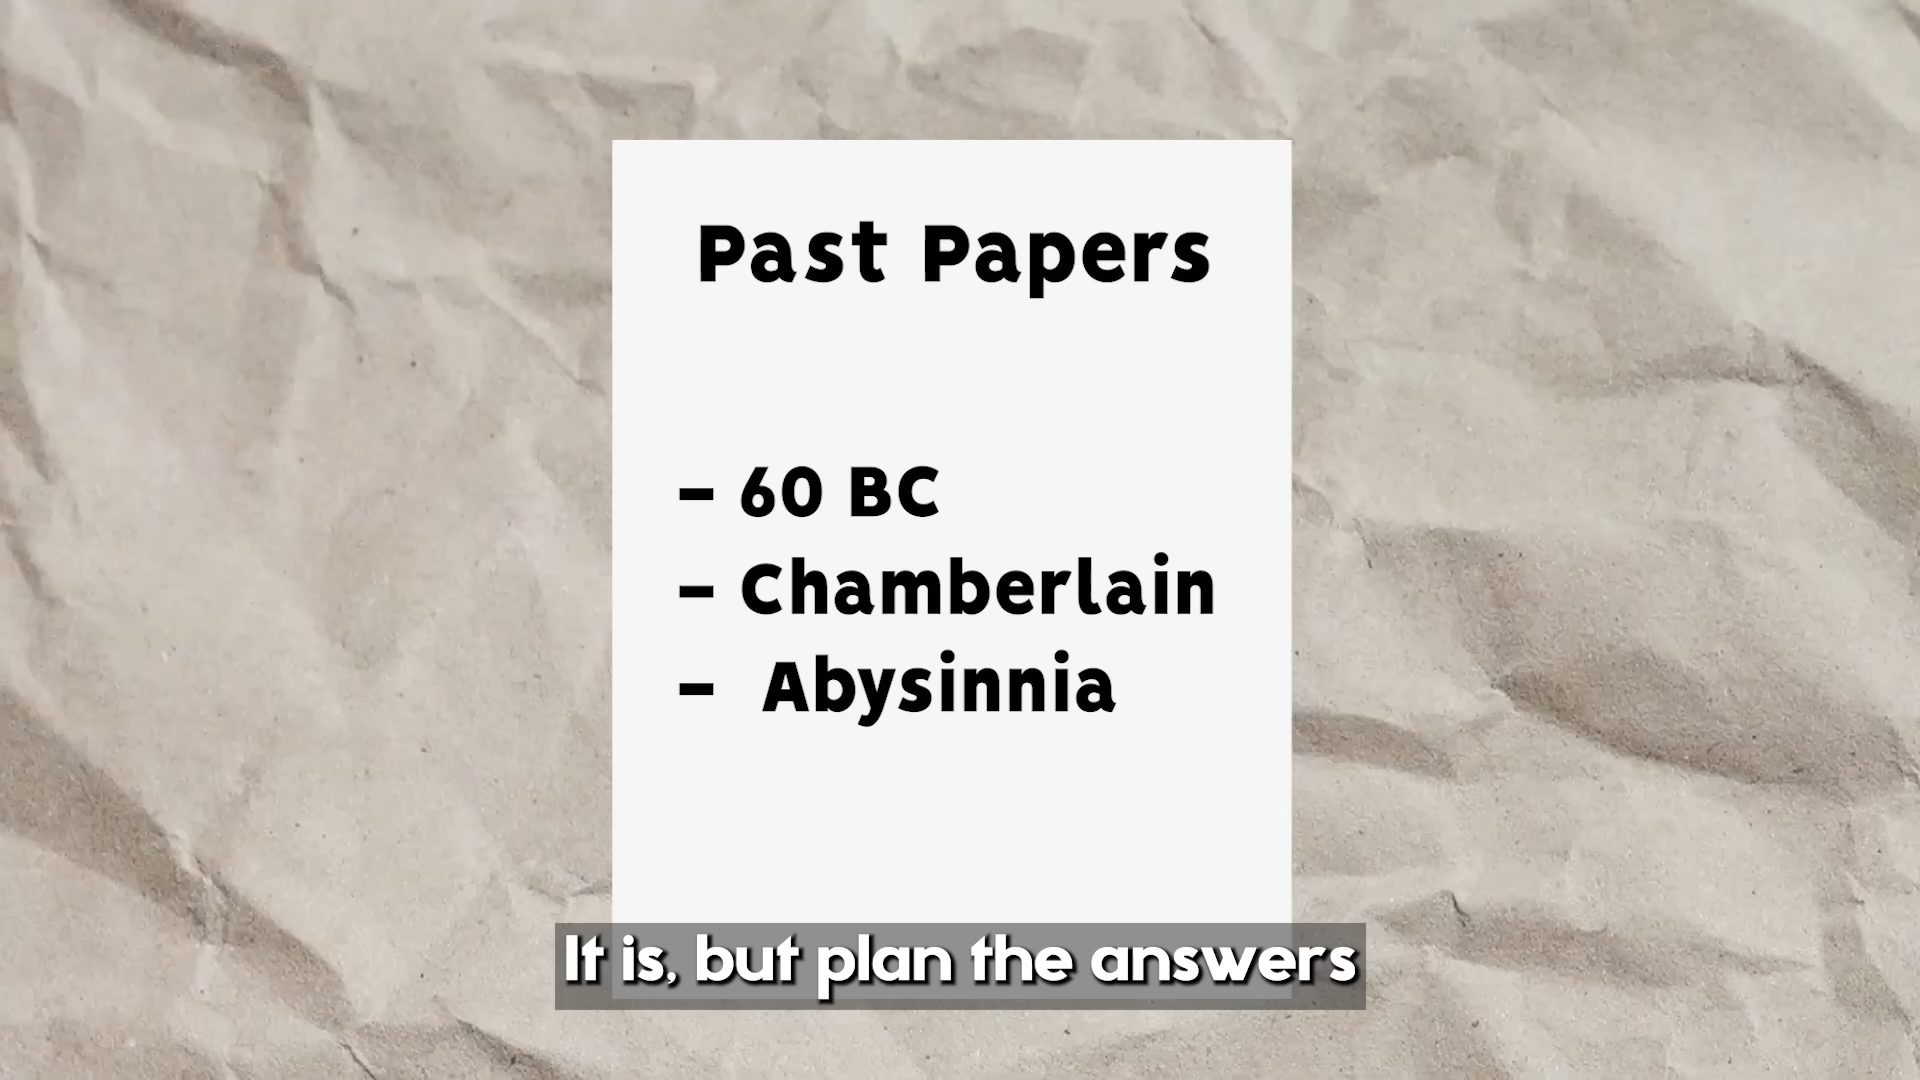 Past Papers
- 60 BC
- Chamberlain
- Abysinnia
It is, but plan the answers